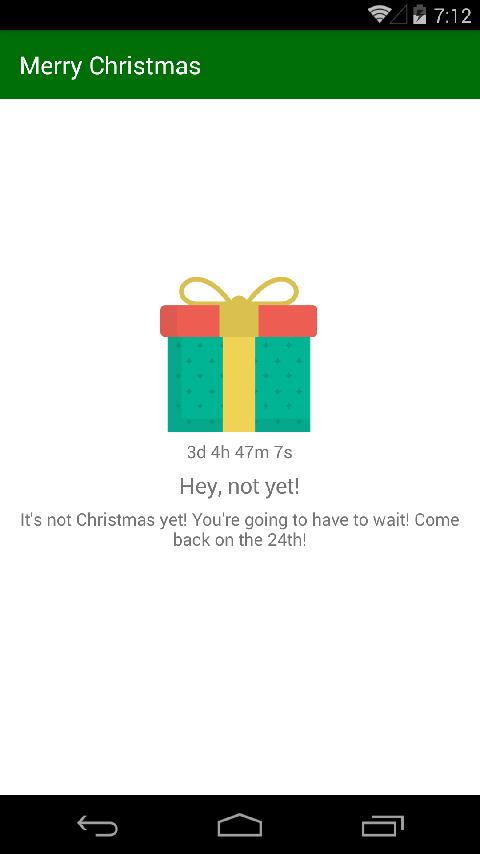 7:12
Merry Christmas
3d 4h 47m 7s
Hey, not yet!
It's not Christmas yet! You're going to have to wait! Come
back on the 24th!